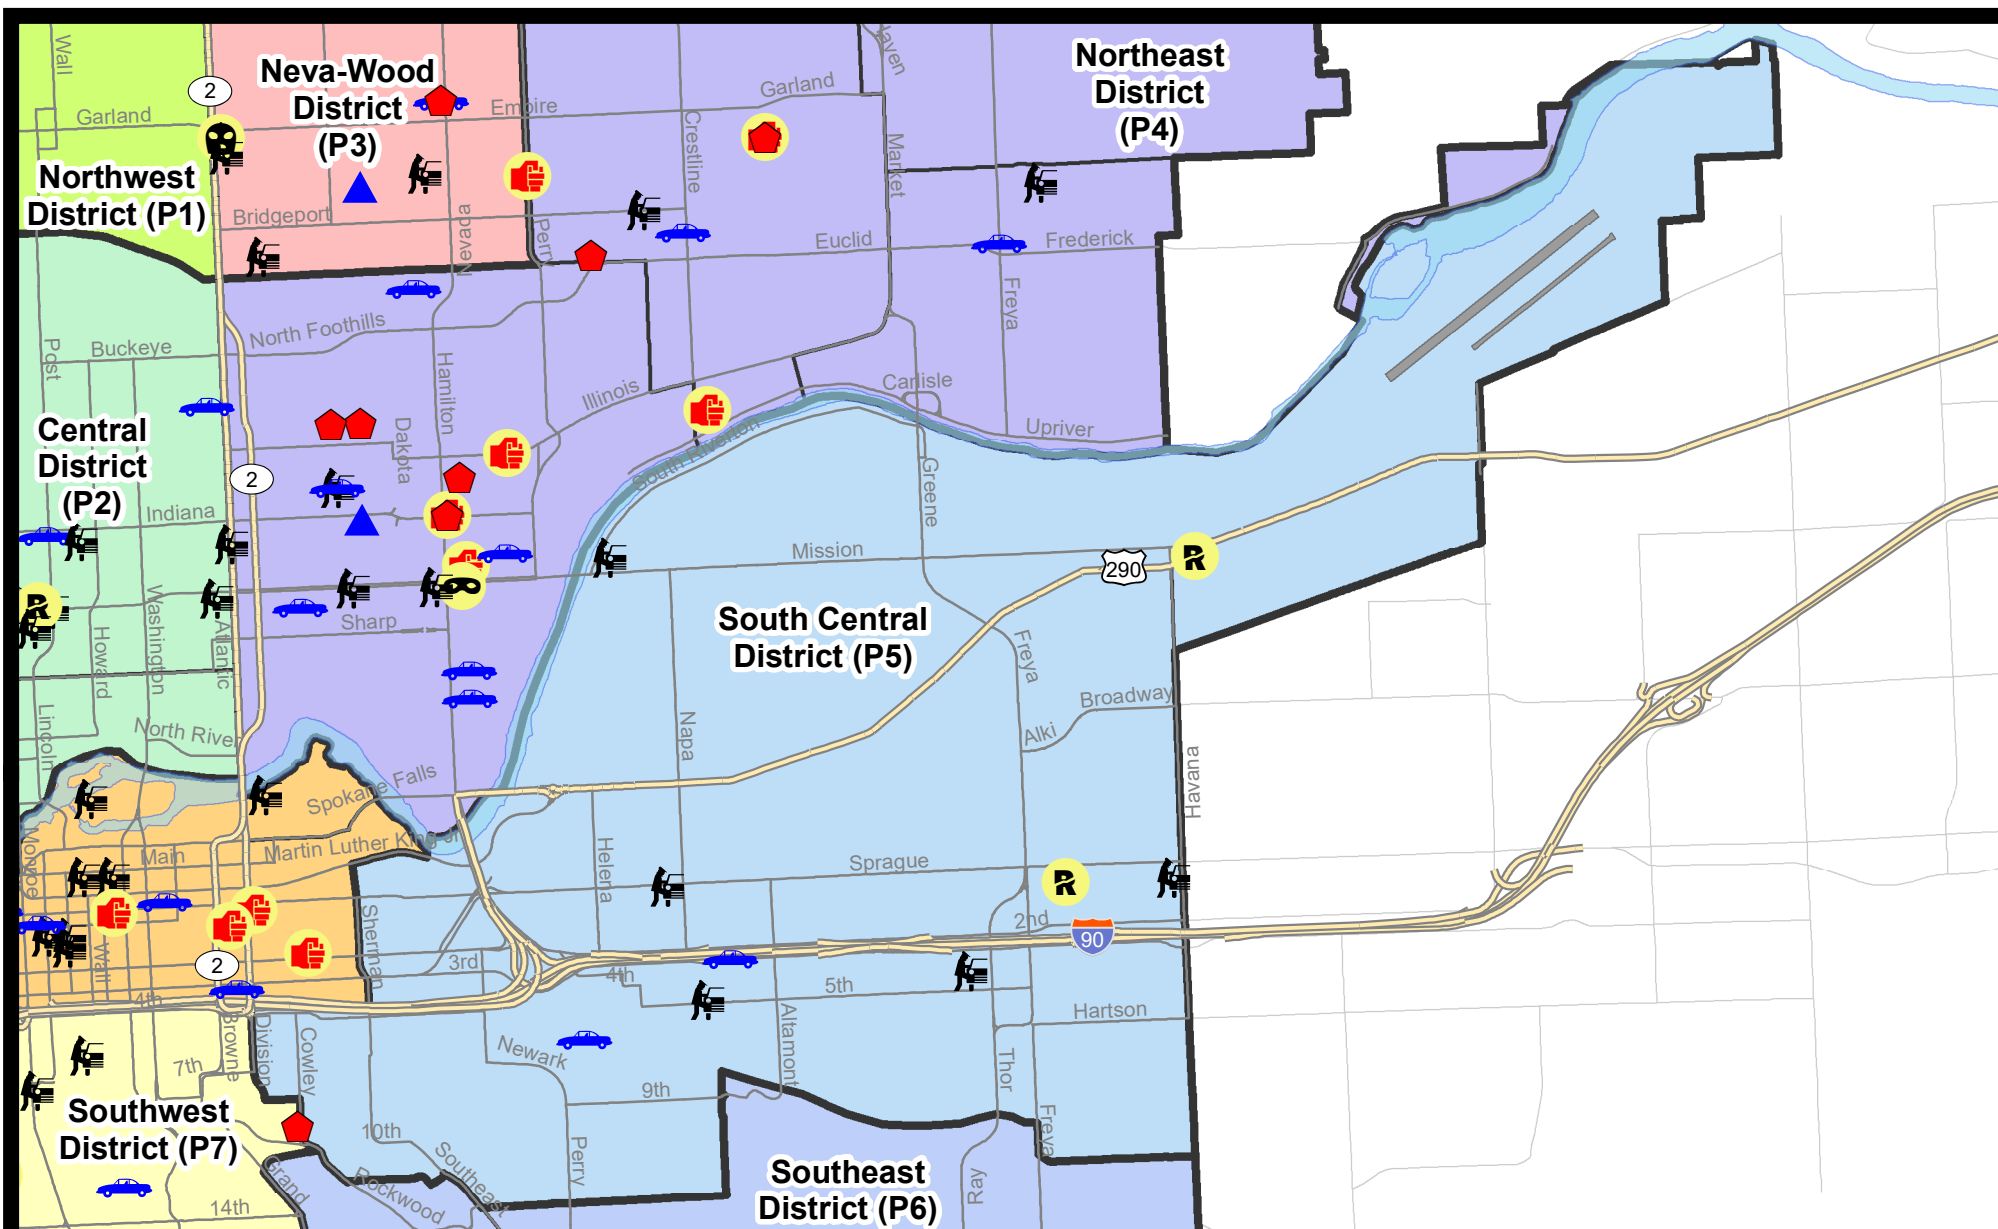 Wall
Garland
2
Neva-Wood
District
(P3)
Empire
Garland
Haven
Northeast
District
(P4)
Northwest
District (P1)
Bridgeport
Nevada
Perry
Crestline
Market
Euclid
Frederick
Freya
Post
Buckeye
North Foothills
Hamilton
Illinois
Carlisle
Upriver
Central
District
(P2)
Dakota
2
South Riverton
Greene
Indiana
Mission
290
R
R
Washington
Howard
Atlantic
Sharp
South Central
District (P5)
Freya
Broadway
Alki
Napa
Lincoln
North River
Havana
Spokane Falls
Martin Luther King Jr
Monroe
Main
Helena
Sprague
R
Wall
2
Sherman
2nd
90
3rd
4th
4th
5th
Hartson
Altamont
Browne
Division
Cowley
7th
Newark
9th
Thor
Freya
Southwest
District (P7)
10th
Southeast
Perry
Grand
Rockwood
14th
Southeast
District (P6)
Ray